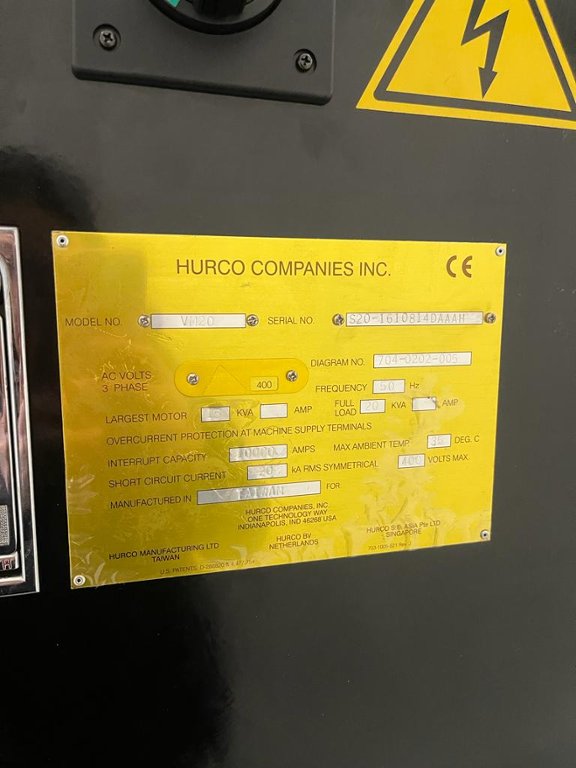 HURCO COMPANIES INC.
CE
MODEL NO. VM20 SERIAL NO. S20-16108140AAAH
DIAGRAM NO. 704-0202-005
AC VOLTS 3 PHASE 400
FREQUENCY 50 Hz
LARGEST MOTOR KVA AMP FULL LOAD 20 KVA AMP
OVERCURRENT PROTECTION AT MACHINE SUPPLY TERMINALS
INTERRUPT CAPACITY 10000 AMPS MAX AMBIENT TEMP DEG. C
SHORT CIRCUIT CURRENT 20 kA RMS SYMMETRICAL 400 VOLTS MAX.
MANUFACTURED IN TAIWAN FOR
HURCO COMPANIES, INC.
ONE TECHNOLOGY WAY
INDIANAPOLIS, IND 46268 USA
HURCO MANUFACTURING LTD
TAIWAN
HURCO BV
NETHERLANDS
HURCO S.E. ASIA Pte LTD
SINGAPORE
U.S. PATENTS
H